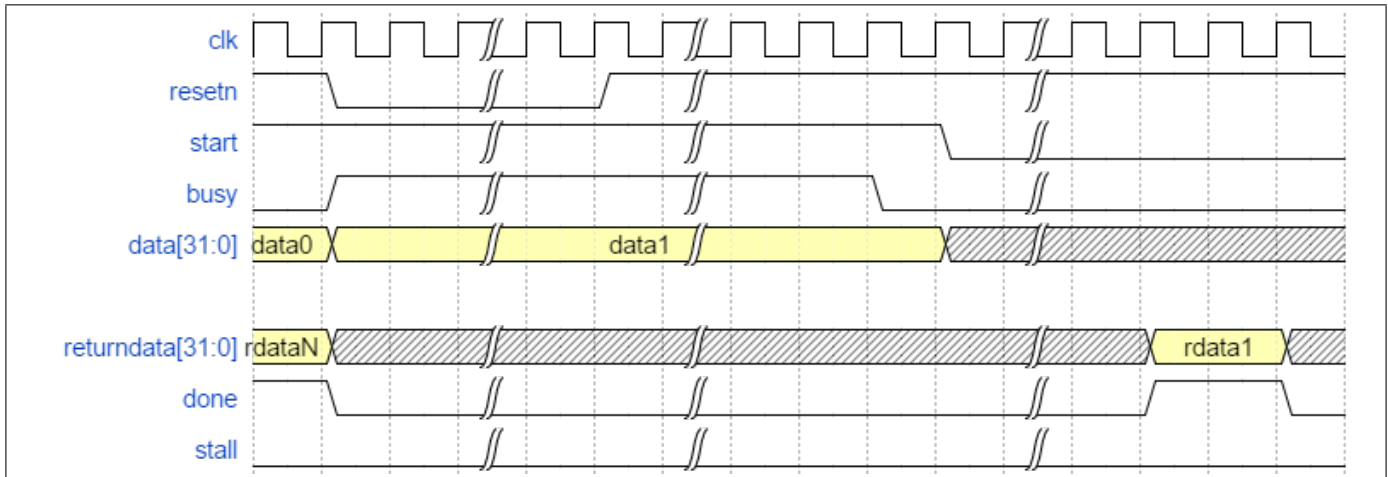 clk
resetn
start
busy
data[31:0] data0 data1
returndata[31:0] rdataN rdata1
done
stall